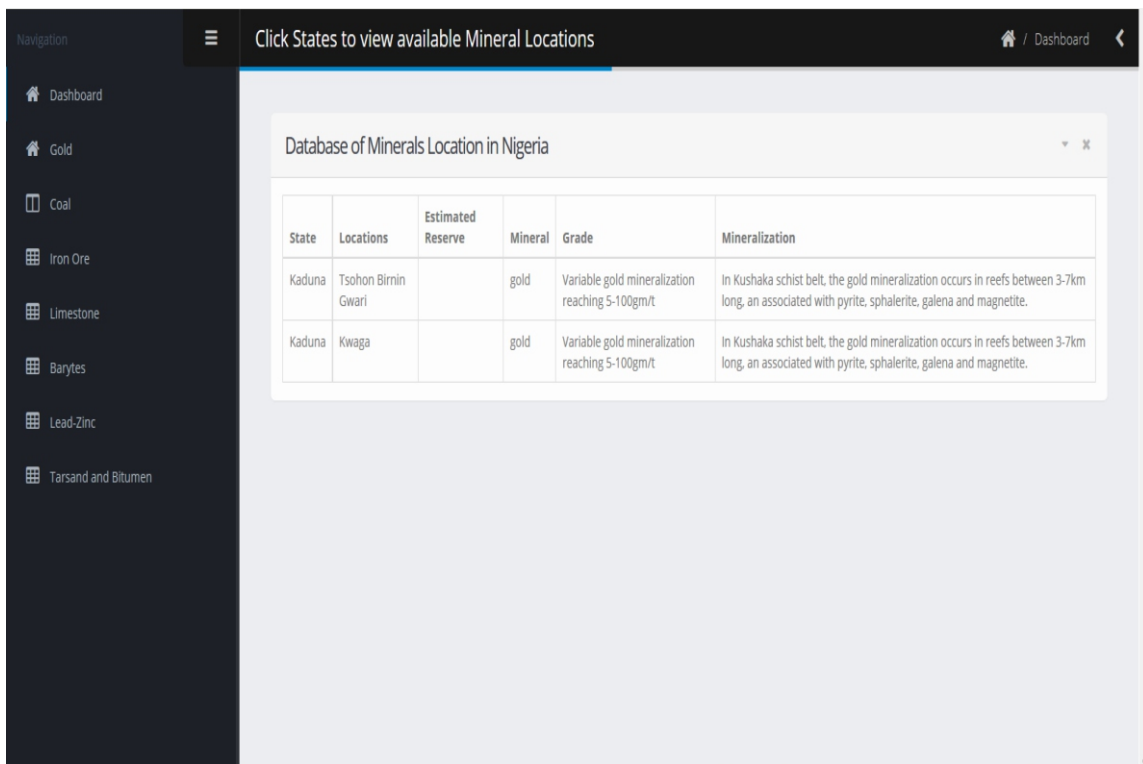 Navigation
Click States to view available Mineral Locations
/ Dashboard
Dashboard
Gold
Coal
Iron Ore
Limestone
Barytes
Lead-Zinc
Tarsand and Bitumen
Database of Minerals Location in Nigeria
State Locations Estimated Reserve Mineral Grade Mineralization
Kaduna Tsohon Birnin gold Variable gold mineralization In Kushaka schist belt, the gold mineralization occurs in reefs between 3-7km
Gwari reaching 5-100gm/t long, an associated with pyrite, sphalerite, galena and magnetite.
Kaduna Kwaga gold Variable gold mineralization In Kushaka schist belt, the gold mineralization occurs in reefs between 3-7km
reaching 5-100gm/t long, an associated with pyrite, sphalerite, galena and magnetite.